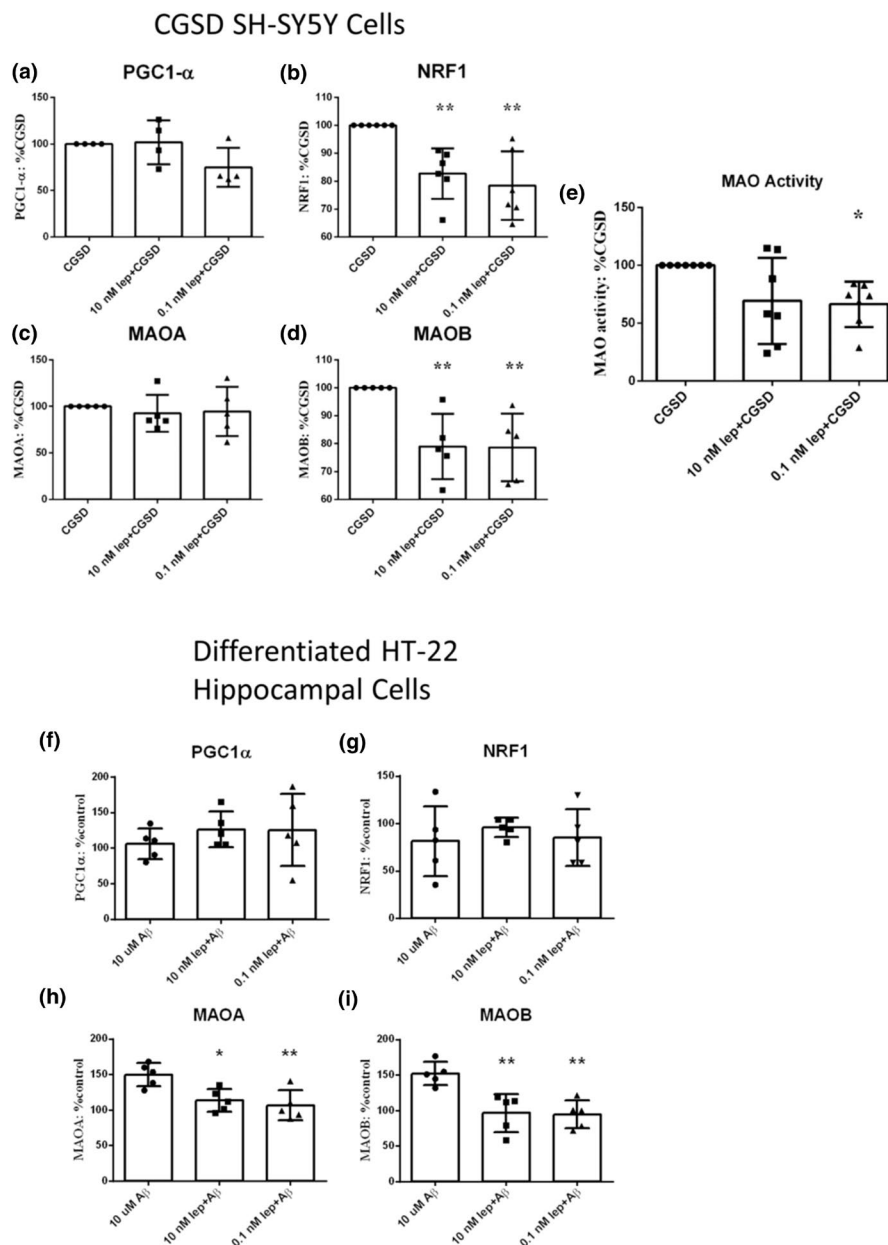 CGSD SH-SY5Y Cells
(a)
PGC1-α
PGC1-α: %CGSD
150
100
50
0
CGSD
10 nM lep+CGSD
0.1 nM lep+CGSD
(b)
NRF1
**
**
NRF1: %CGSD
110
100
90
80
70
60
CGSD
10 nM lep+CGSD
0.1 nM lep+CGSD
(c)
MAOA
MAOA: %CGSD
150
100
50
0
CGSD
10 nM lep+CGSD
0.1 nM lep+CGSD
(d)
MAOB
**
**
MAOB: %CGSD
110
100
90
80
70
60
CGSD
10 nM lep+CGSD
0.1 nM lep+CGSD
(e)
MAO Activity
*
MAO activity: %CGSD
150
100
50
0
CGSD
10 nM lep+CGSD
0.1 nM lep+CGSD
Differentiated HT-22
Hippocampal Cells
(f)
PGC1α
PGC1α: %control
200
150
100
50
0
10 uM Aβ
10 nM lep+Aβ
0.1 nM lep+Aβ
(g)
NRF1
NRF1: %control
150
100
50
0
10 uM Aβ
10 nM lep+Aβ
0.1 nM lep+Aβ
(h)
MAOA
*
**
MAOA: %control
200
150
100
50
0
10 uM Aβ
10 nM lep+Aβ
0.1 nM lep+Aβ
(i)
MAOB
**
**
MAOB: %control
200
150
100
50
0
10 uM Aβ
10 nM lep+Aβ
0.1 nM lep+Aβ